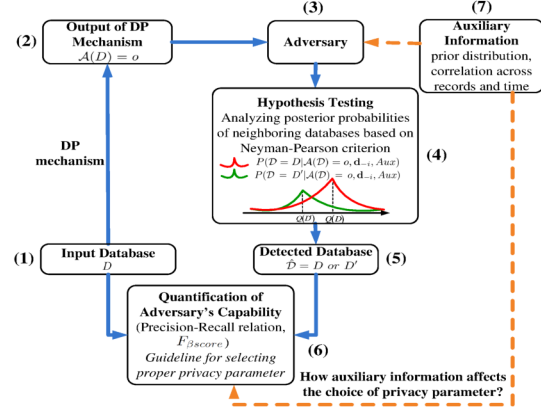 (7)
(3)
(2)
Output of DP
Mechanism
𝒜(D) = o
Adversary
Auxiliary
Information
prior distribution,
correlation across
records and time
Hypothesis Testing
Analyzing posterior probabilities
of neighboring databases based on
Neyman-Pearson criterion
P(𝒟 = D|𝒜(𝒟) = o, d₋ᵢ, Aux)
P(𝒟 = D′|𝒜(𝒟) = o, d₋ᵢ, Aux)
Q(D′) Q(D)
(4)
DP
mechanism
(1)
Input Database
D
Detected Database
𝒟̂ = D or D′
(5)
Quantification of
Adversary's Capability
(Precision-Recall relation,
Fβscore)
Guideline for selecting
proper privacy parameter
(6)
How auxiliary information affects
the choice of privacy parameter?